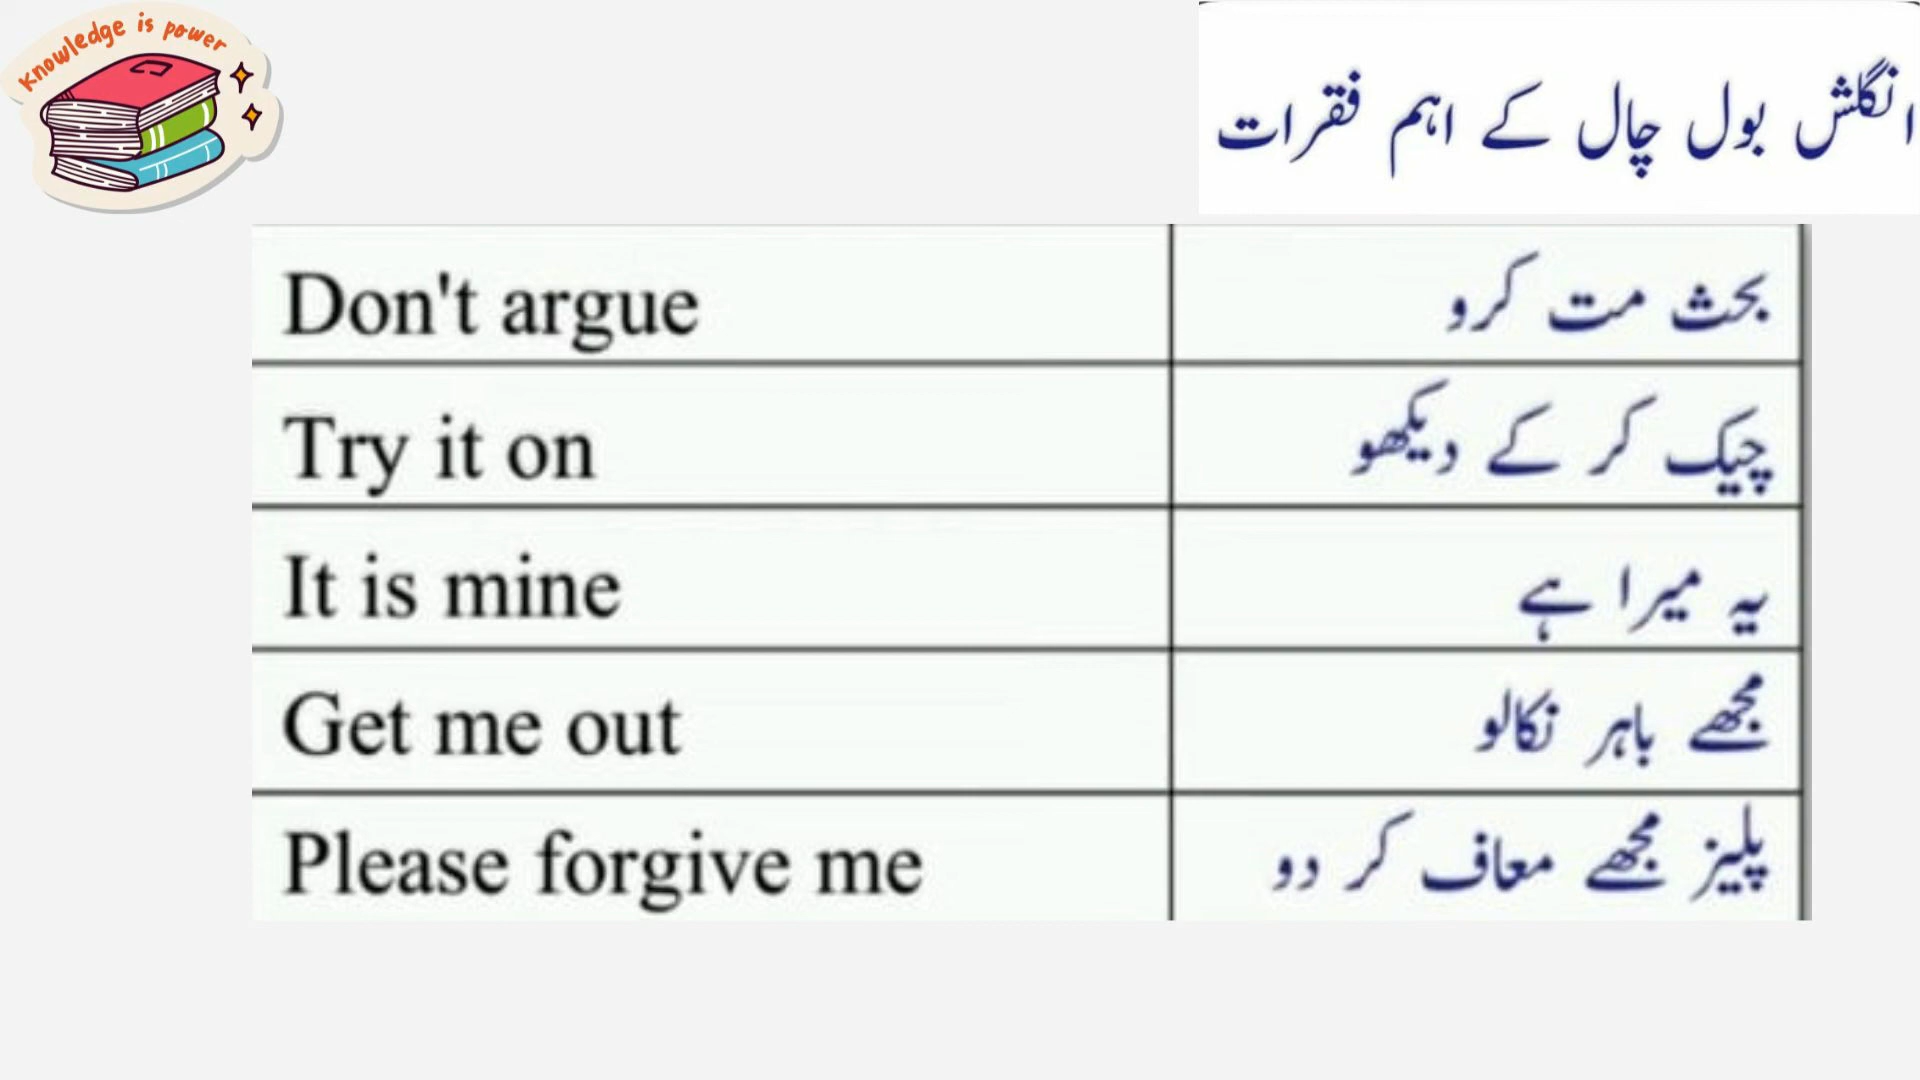 Knowledge is power
انگلش بول چال کے اہم فقرات
Don't argue
بحث مت کرو
Try it on
چیک کر کے دیکھو
It is mine
یہ میرا ہے
Get me out
مجھے باہر نکالو
Please forgive me
پلیز مجھے معاف کر دو